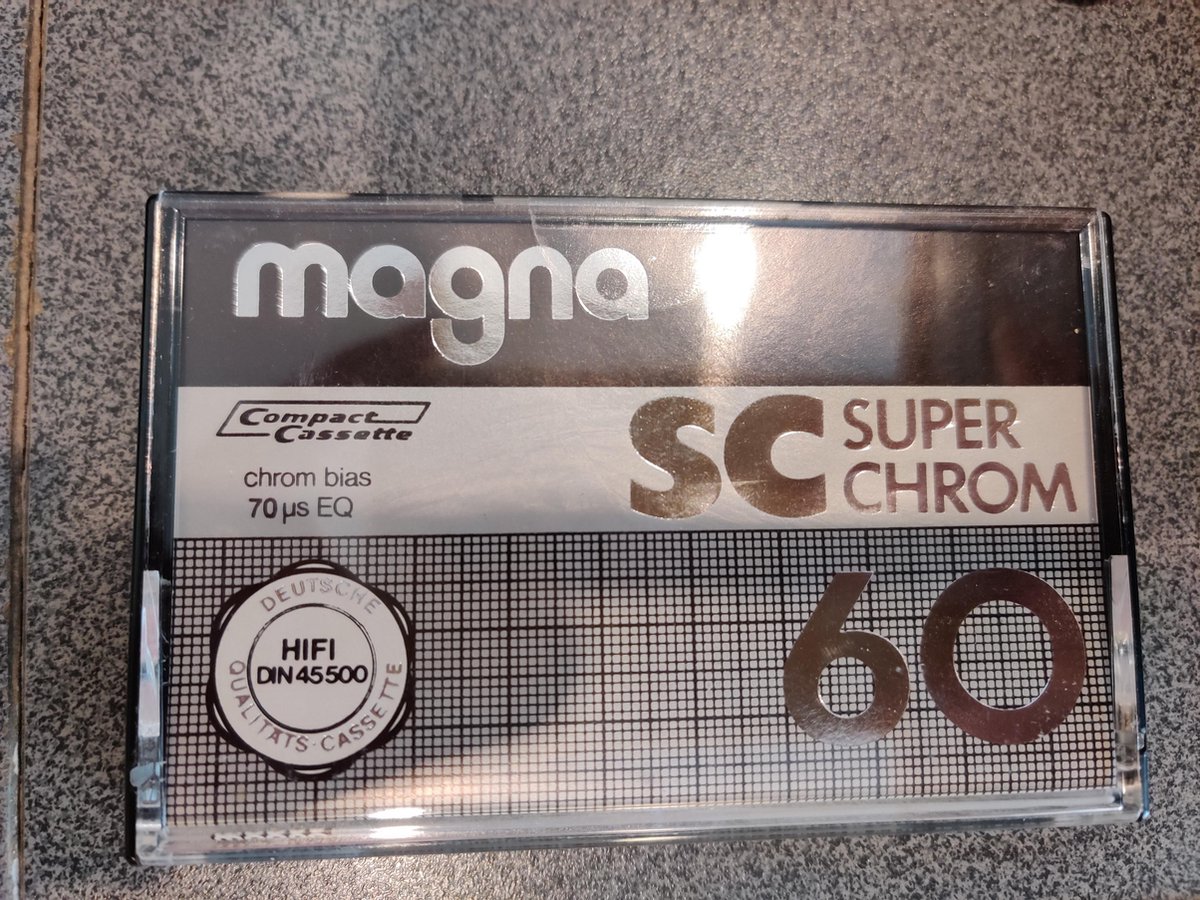 magna
Compact
Cassette
SC SUPER
CHROM
chrom bias
70 µs EQ
DEUTSCHE
HIFI
DIN 45 500
QUALITÄTS-CASSETTE
60